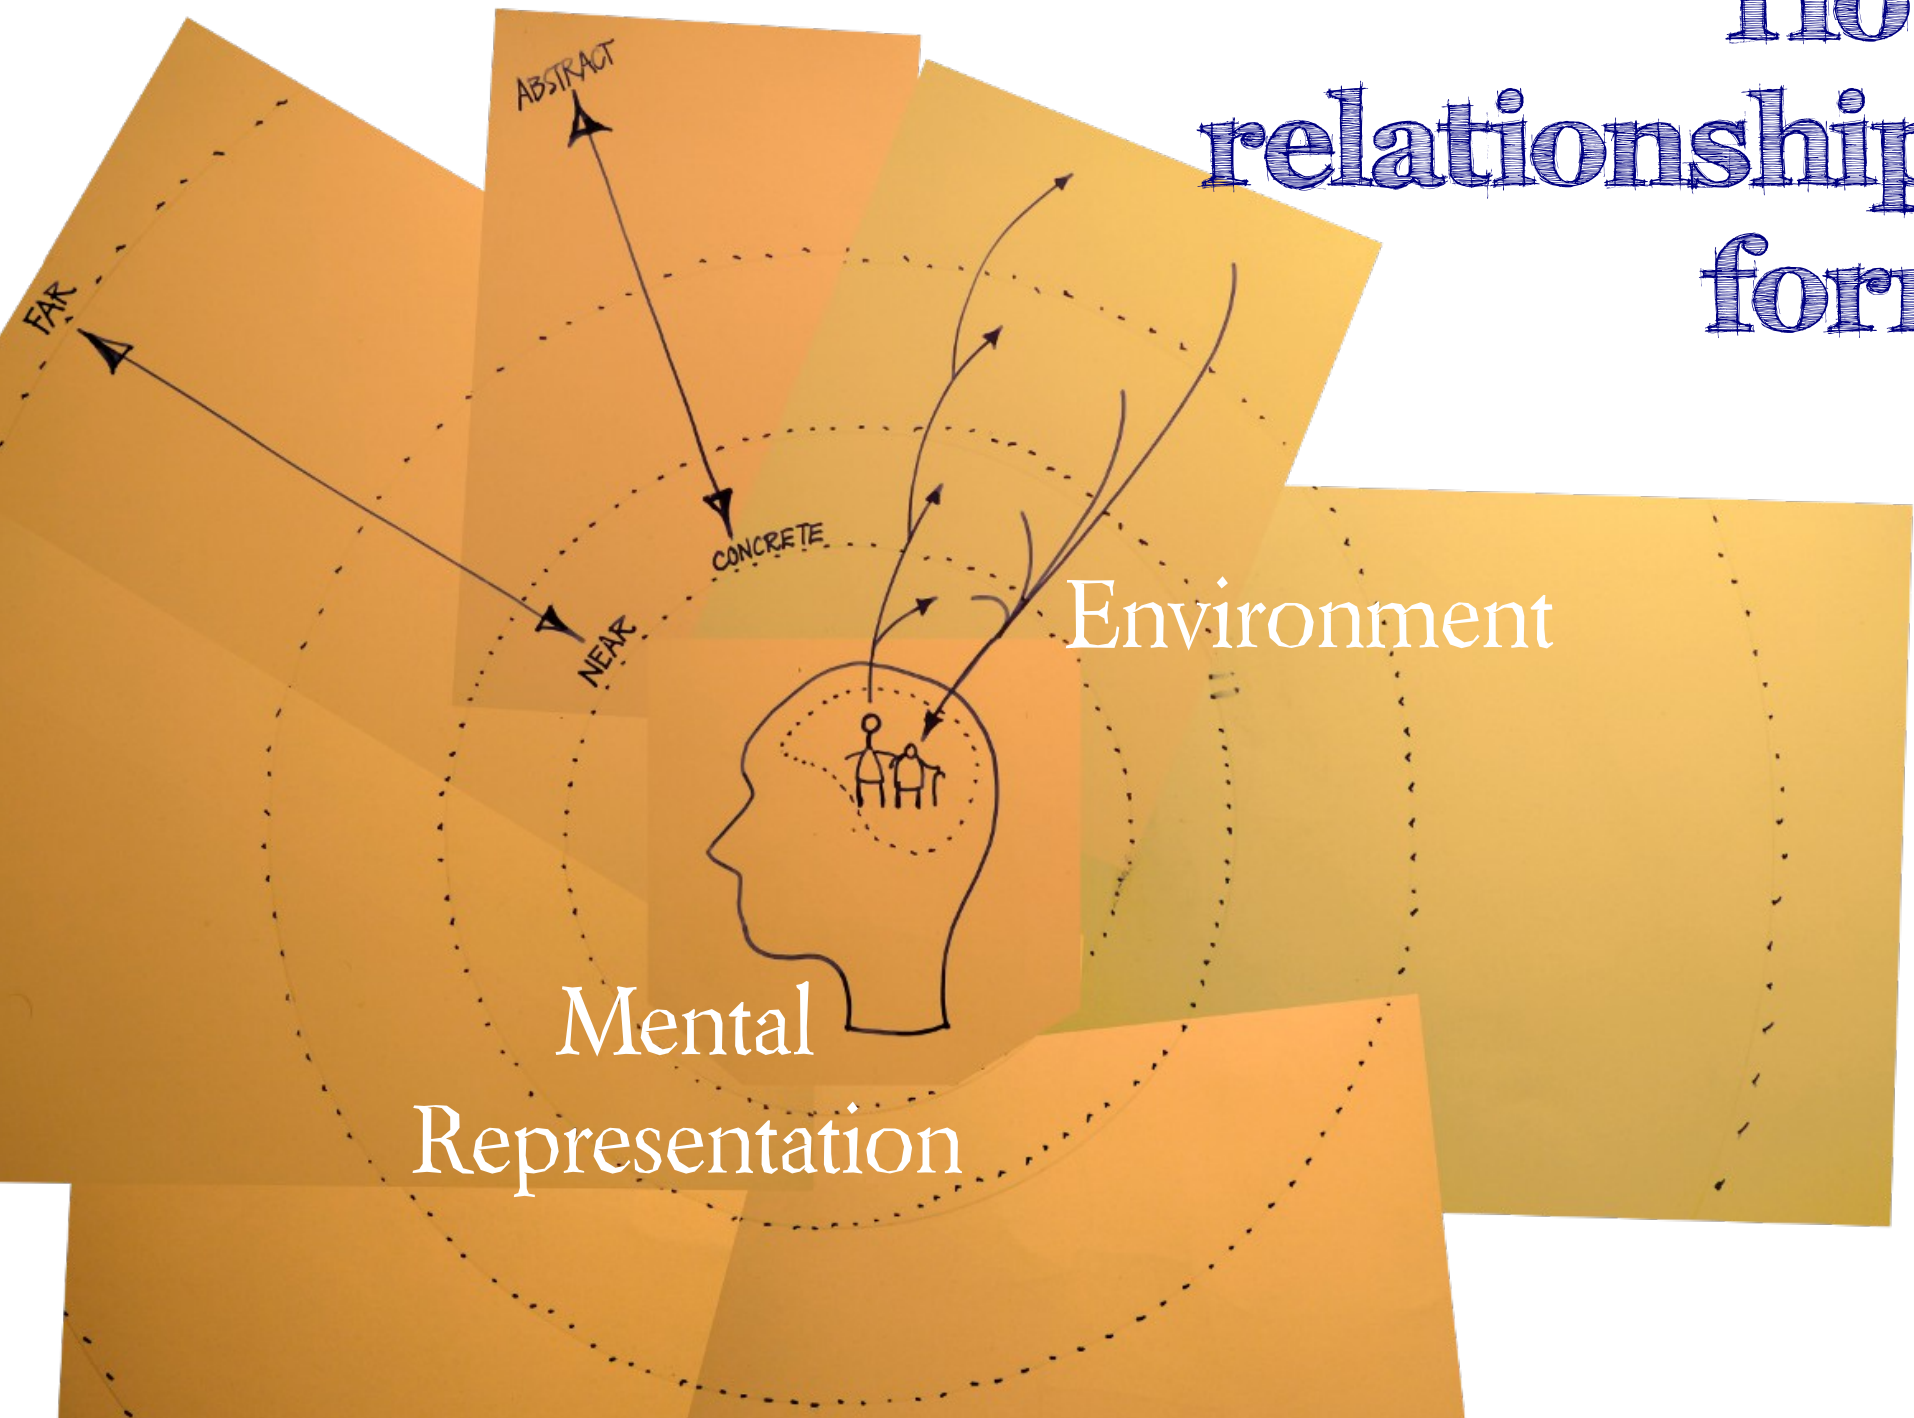 relationship
ABSTRACT
FAR
CONCRETE
NEAR
Environment
Mental
Representation